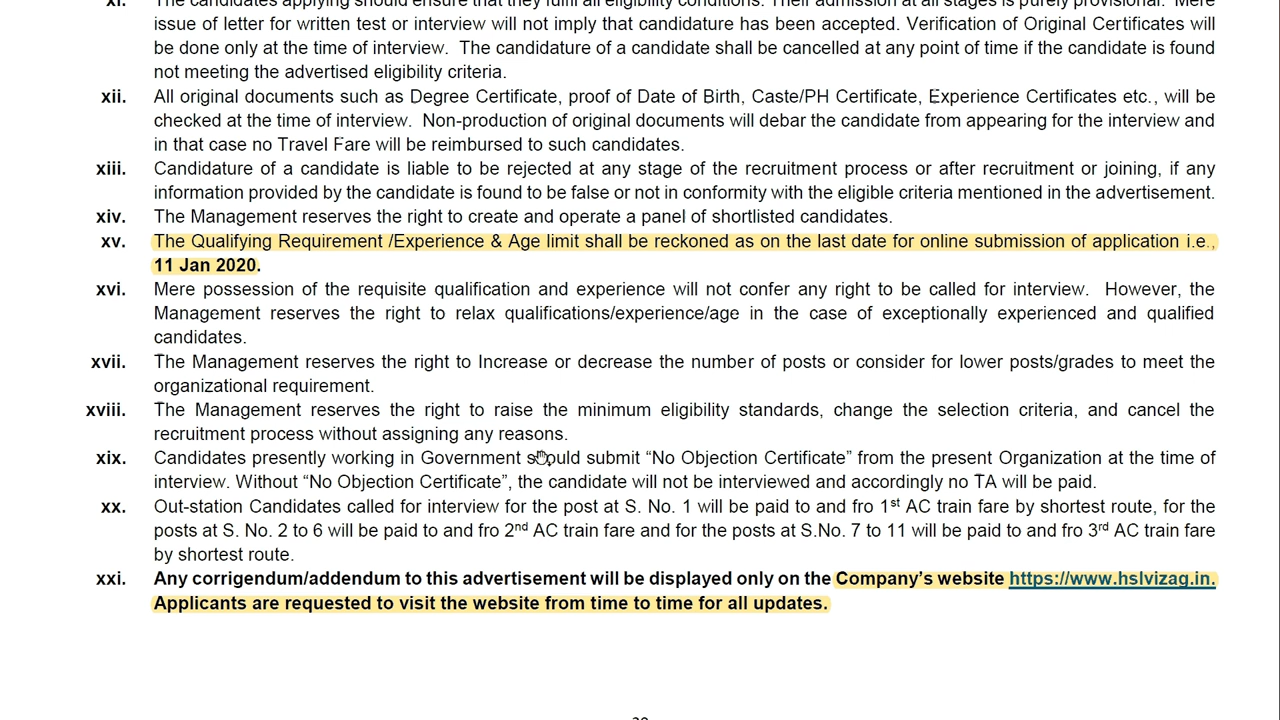 xi. The candidates applying should ensure that they fulfil all eligibility conditions. Their admission at all stages is purely provisional. Mere
issue of letter for written test or interview will not imply that candidature has been accepted. Verification of Original Certificates will
be done only at the time of interview. The candidature of a candidate shall be cancelled at any point of time if the candidate is found
not meeting the advertised eligibility criteria.
xii. All original documents such as Degree Certificate, proof of Date of Birth, Caste/PH Certificate, Experience Certificates etc., will be
checked at the time of interview. Non-production of original documents will debar the candidate from appearing for the interview and
in that case no Travel Fare will be reimbursed to such candidates.
xiii. Candidature of a candidate is liable to be rejected at any stage of the recruitment process or after recruitment or joining, if any
information provided by the candidate is found to be false or not in conformity with the eligible criteria mentioned in the advertisement.
xiv. The Management reserves the right to create and operate a panel of shortlisted candidates.
xv. The Qualifying Requirement /Experience & Age limit shall be reckoned as on the last date for online submission of application i.e.,
11 Jan 2020.
xvi. Mere possession of the requisite qualification and experience will not confer any right to be called for interview. However, the
Management reserves the right to relax qualifications/experience/age in the case of exceptionally experienced and qualified
candidates.
xvii. The Management reserves the right to Increase or decrease the number of posts or consider for lower posts/grades to meet the
organizational requirement.
xviii. The Management reserves the right to raise the minimum eligibility standards, change the selection criteria, and cancel the
recruitment process without assigning any reasons.
xix. Candidates presently working in Government should submit “No Objection Certificate” from the present Organization at the time of
interview. Without “No Objection Certificate”, the candidate will not be interviewed and accordingly no TA will be paid.
xx. Out-station Candidates called for interview for the post at S. No. 1 will be paid to and fro 1st AC train fare by shortest route, for the
posts at S. No. 2 to 6 will be paid to and fro 2nd AC train fare and for the posts at S.No. 7 to 11 will be paid to and fro 3rd AC train fare
by shortest route.
xxi. Any corrigendum/addendum to this advertisement will be displayed only on the Company’s website https://www.hslvizag.in.
Applicants are requested to visit the website from time to time for all updates.